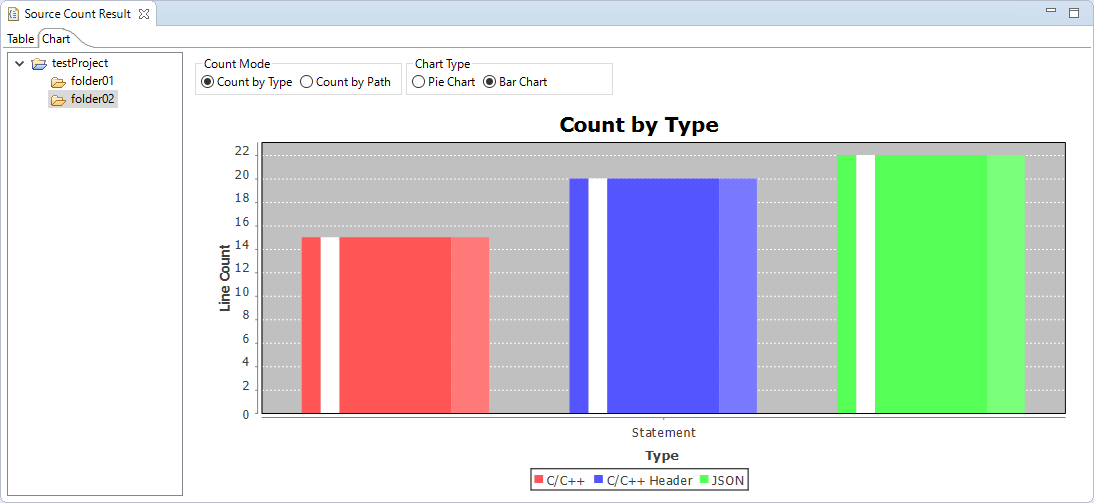 Source Count Result
Table Chart
testProject
folder01
folder02
Count Mode
Count by Type Count by Path
Chart Type
Pie Chart Bar Chart
Count by Type
Line Count
22
20
18
16
14
12
10
8
6
4
2
0
Statement
Type
C/C++ C/C++ Header JSON